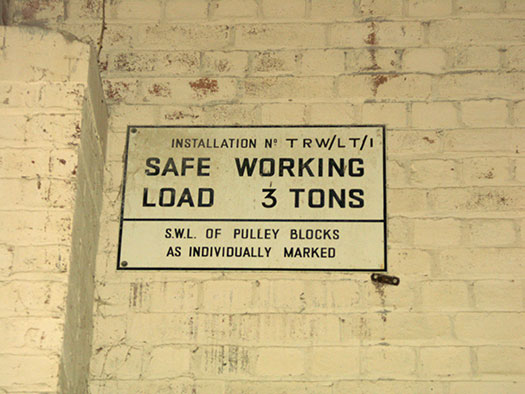 INSTALLATION Nº TRW/LT/1
SAFE WORKING
LOAD 3 TONS
S.W.L. OF PULLEY BLOCKS
AS INDIVIDUALLY MARKED